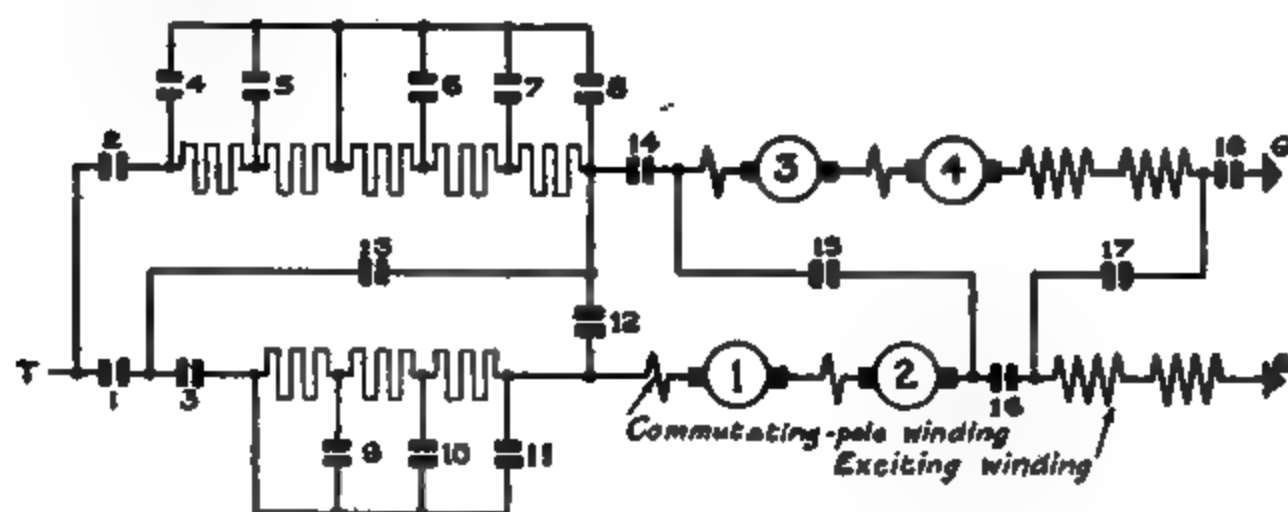 4 5 6 7 8
2 14 3 4 18 G
13 15 17
12
T 1 3 1 2 16
9 10 11
Commutating-pole winding
Exciting winding